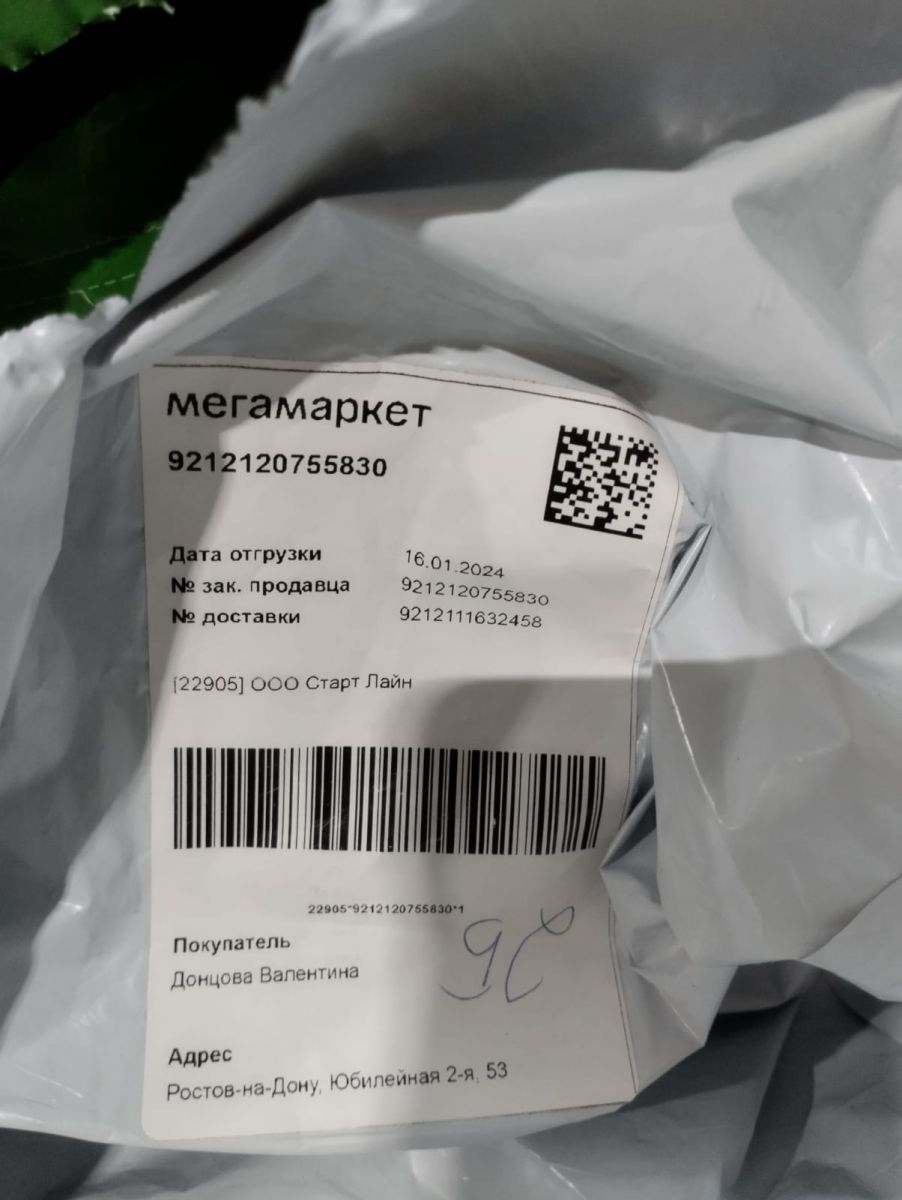 мегамаркет
9212120755830
Дата отгрузки 16.01.2024
№ зак. продавца 9212120755830
№ доставки 9212111632458
[22905] ООО Старт Лайн
22905*9212120755830*1
Покупатель
Донцова Валентина
Адрес
Ростов-на-Дону, Юбилейная 2-я, 53